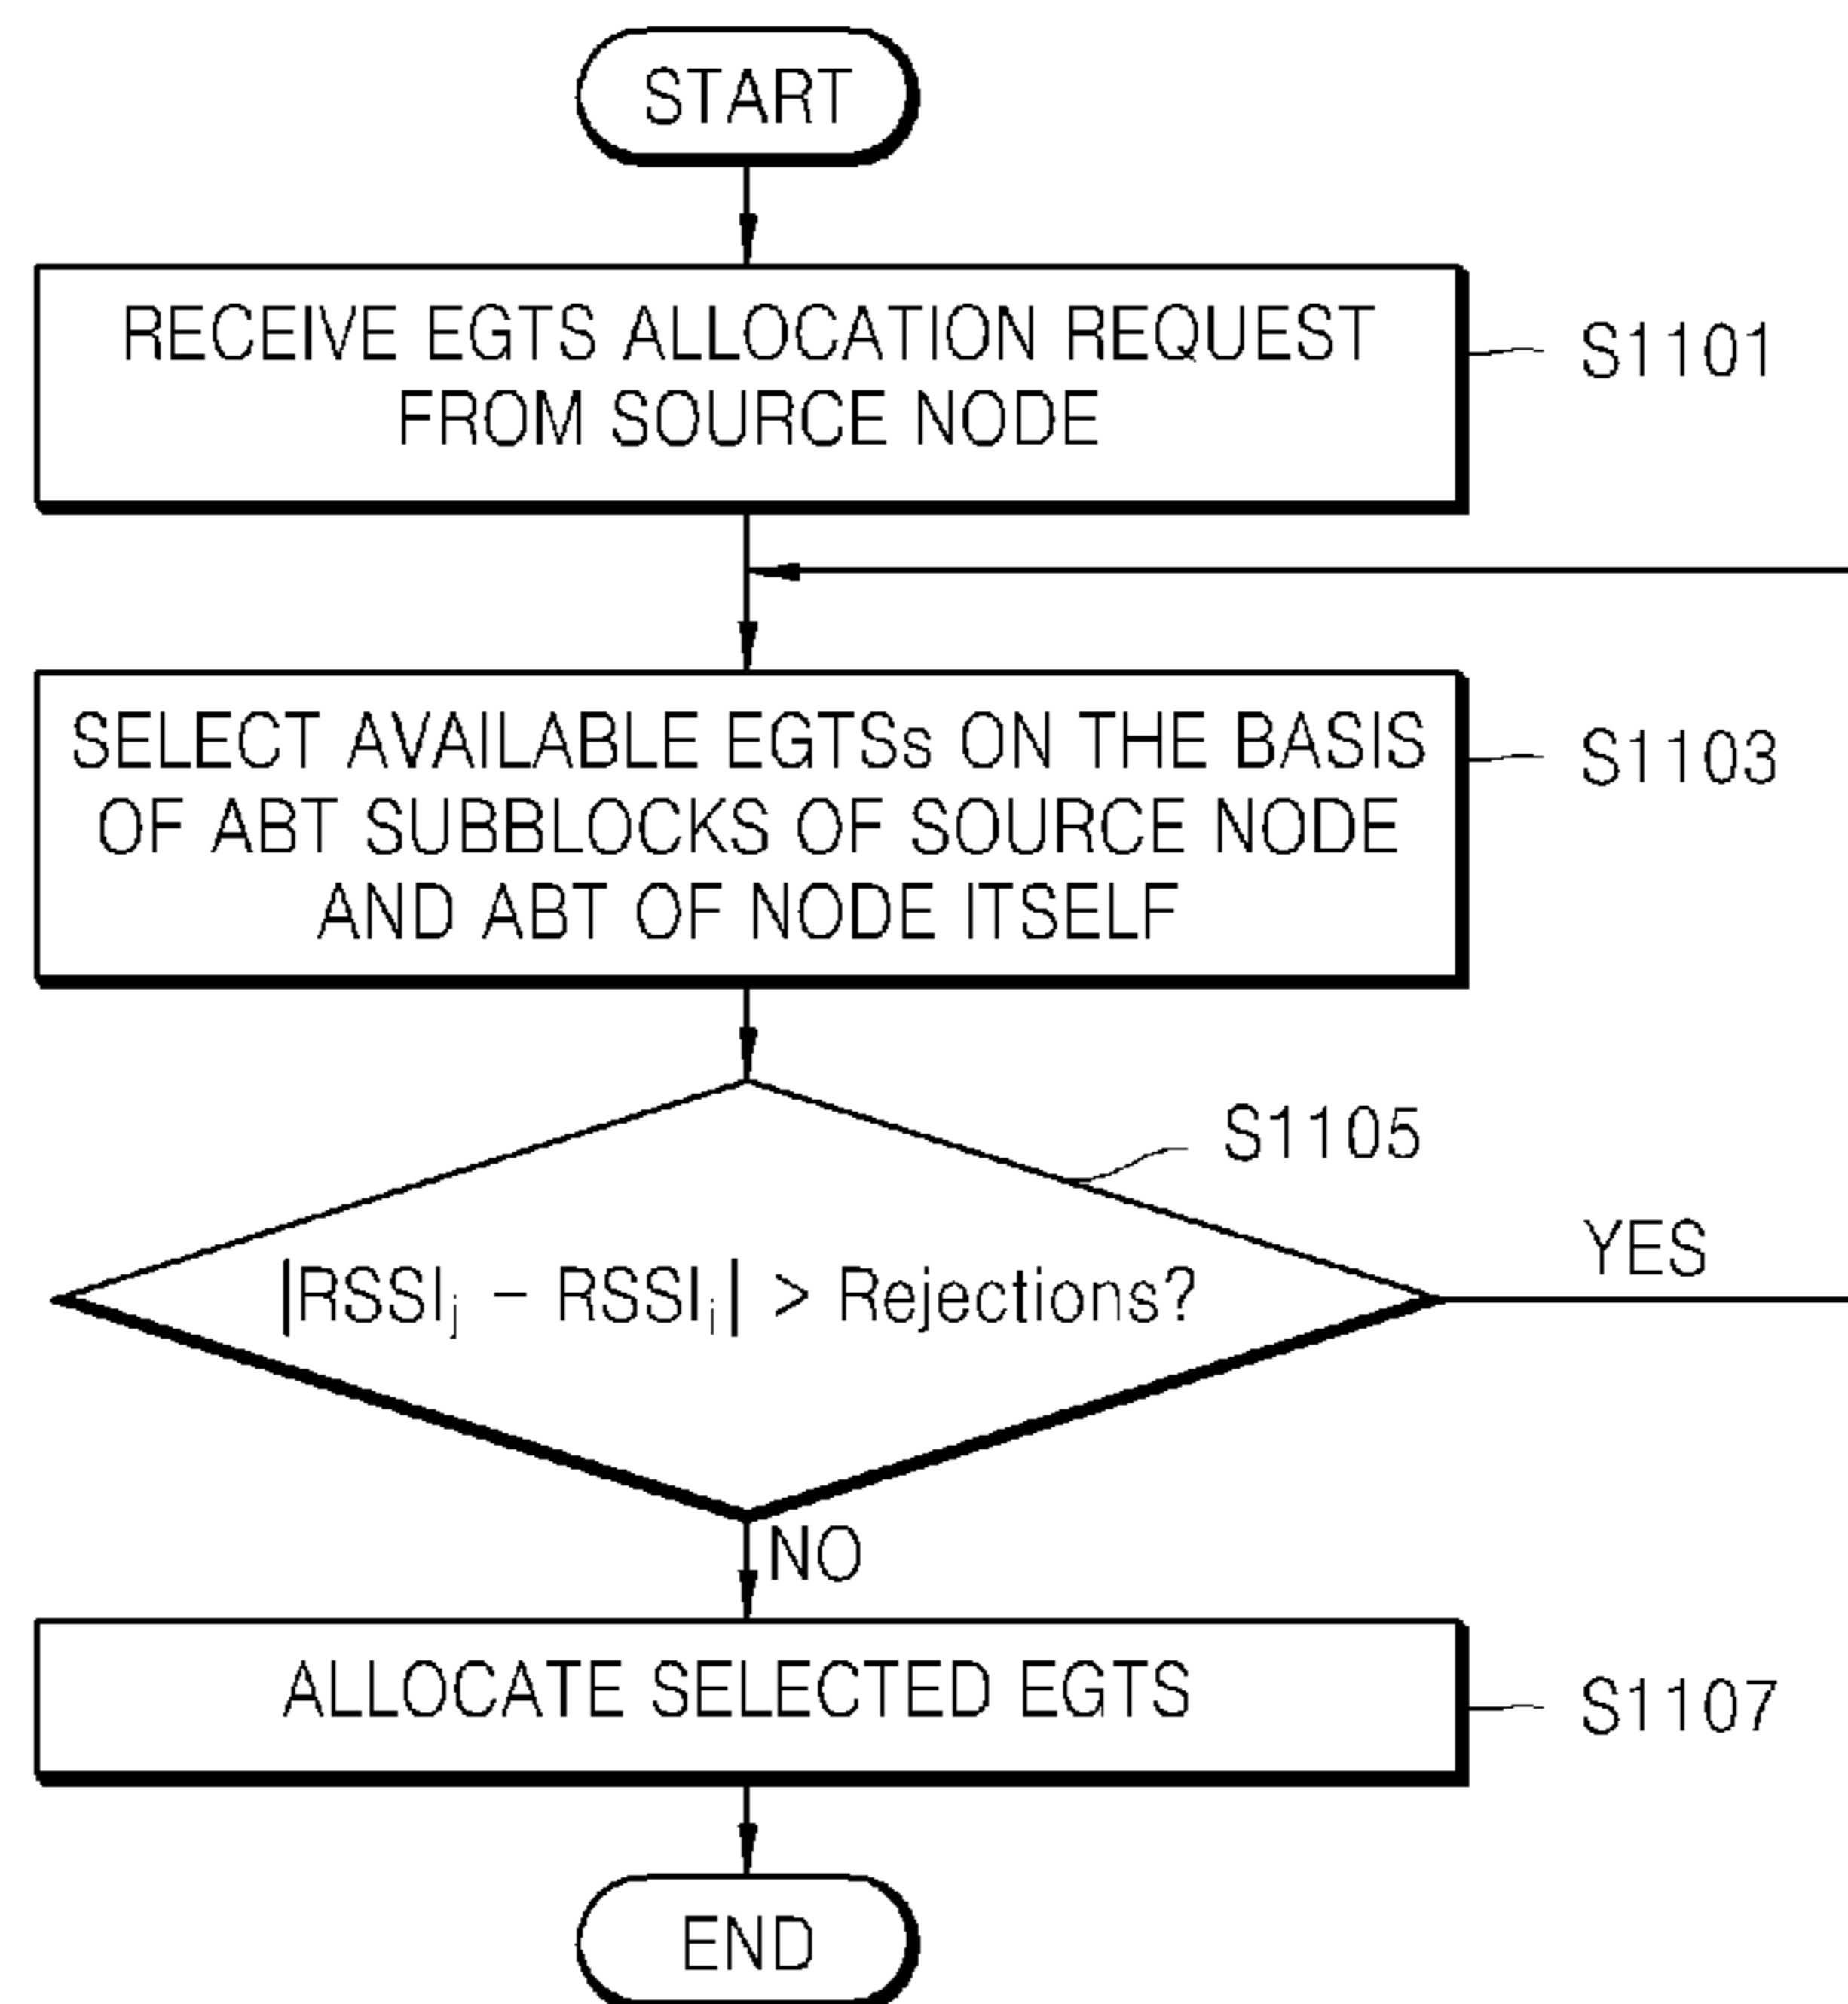 START
RECEIVE EGTS ALLOCATION REQUEST
FROM SOURCE NODE
S1101
SELECT AVAILABLE EGTSs ON THE BASIS
OF ABT SUBBLOCKS OF SOURCE NODE
AND ABT OF NODE ITSELF
S1103
S1105
|RSSIj − RSSIi| > Rejections?
YES
NO
ALLOCATE SELECTED EGTS
S1107
END